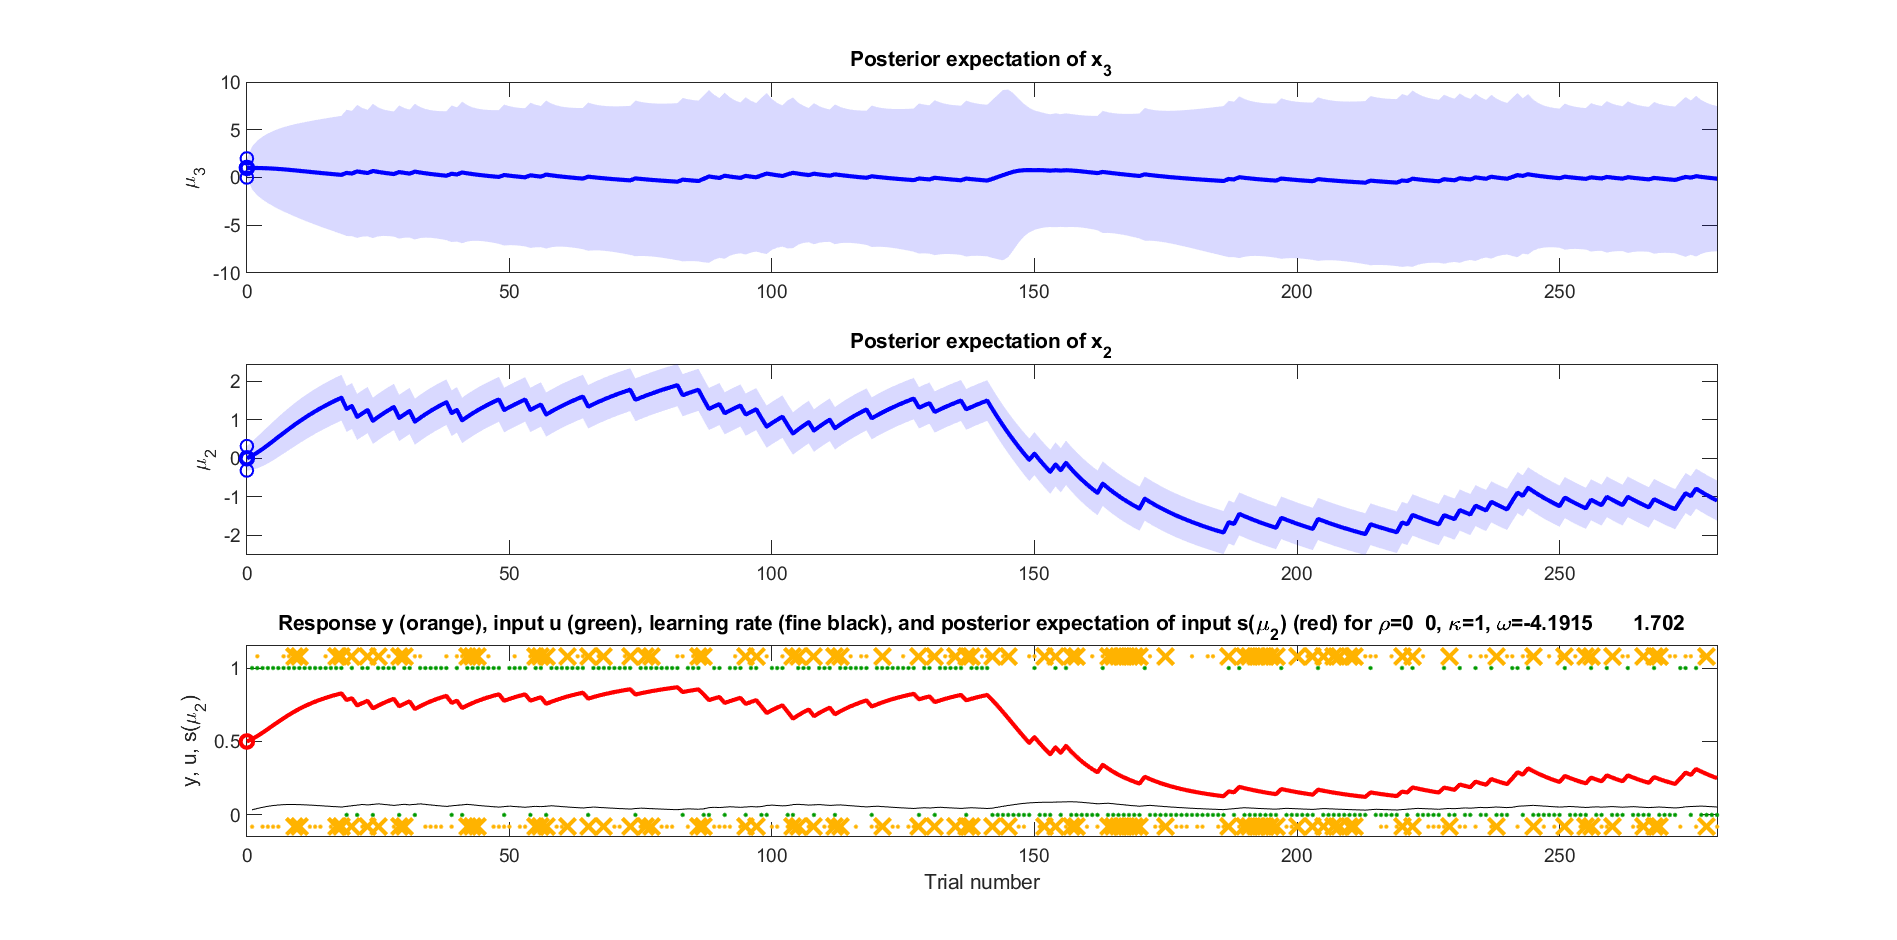 Posterior expectation of x₃
10
5
0
-5
-10
μ₃
0 50 100 150 200 250
Posterior expectation of x₂
2
1
0
-1
-2
μ₂
0 50 100 150 200 250
Response y (orange), input u (green), learning rate (fine black), and posterior expectation of input s(μ₂) (red) for ρ=0 0, κ=1, ω=-4.1915 1.702
1
0.5
0
y, u, s(μ₂)
0 50 100 150 200 250
Trial number